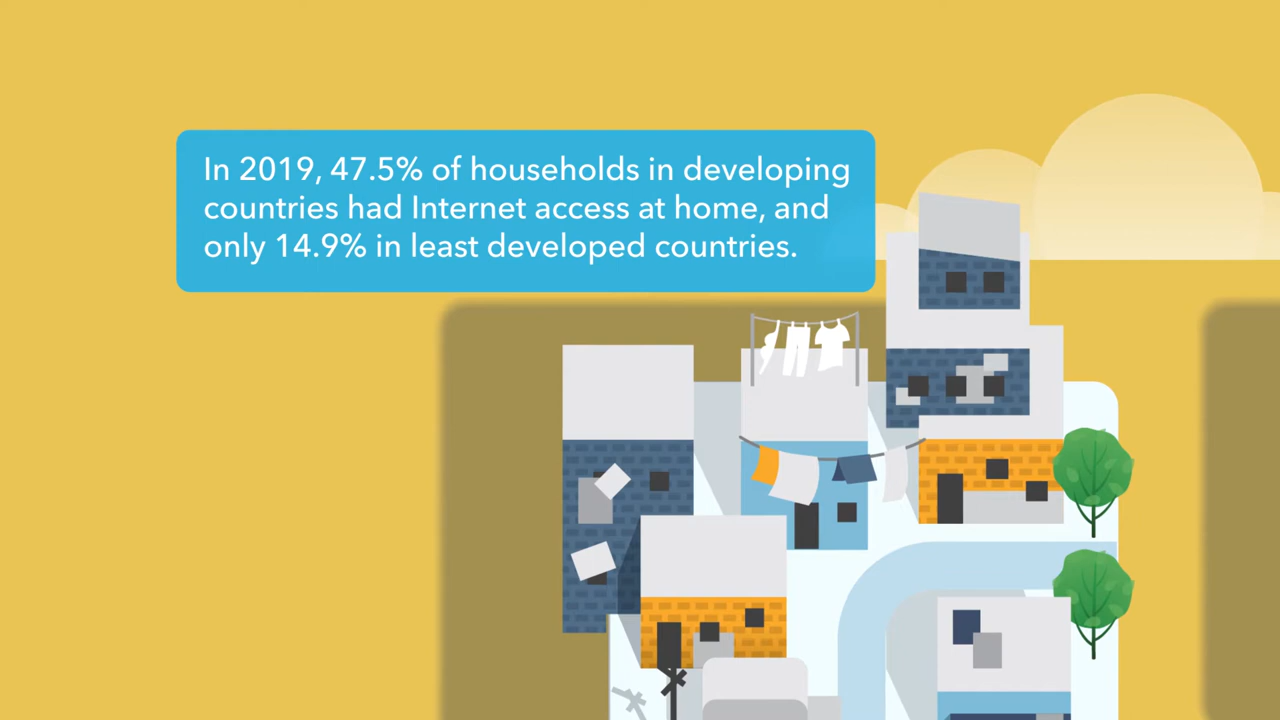 In 2019, 47.5% of households in developing
countries had Internet access at home, and
only 14.9% in least developed countries.